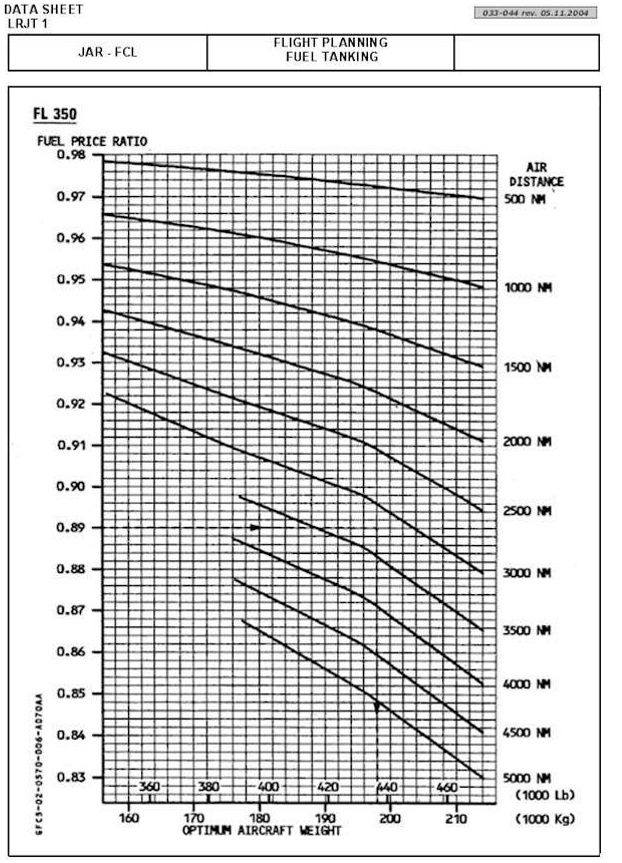 DATA SHEET
LRJT 1
033-044 rev. 05.11.2004
JAR - FCL
FLIGHT PLANNING
FUEL TANKING
FL 350
FUEL PRICE RATIO
AIR
DISTANCE
0.98
0.97
0.96
0.95
0.94
0.93
0.92
0.91
0.90
0.89
0.88
0.87
0.86
0.85
0.84
0.83
500 NM
1000 NM
1500 NM
2000 NM
2500 NM
3000 NM
3500 NM
4000 NM
4500 NM
5000 NM
360 380 400 420 440 460 (1000 Lb)
160 170 180 190 200 210 (1000 Kg)
OPTIMUM AIRCRAFT WEIGHT